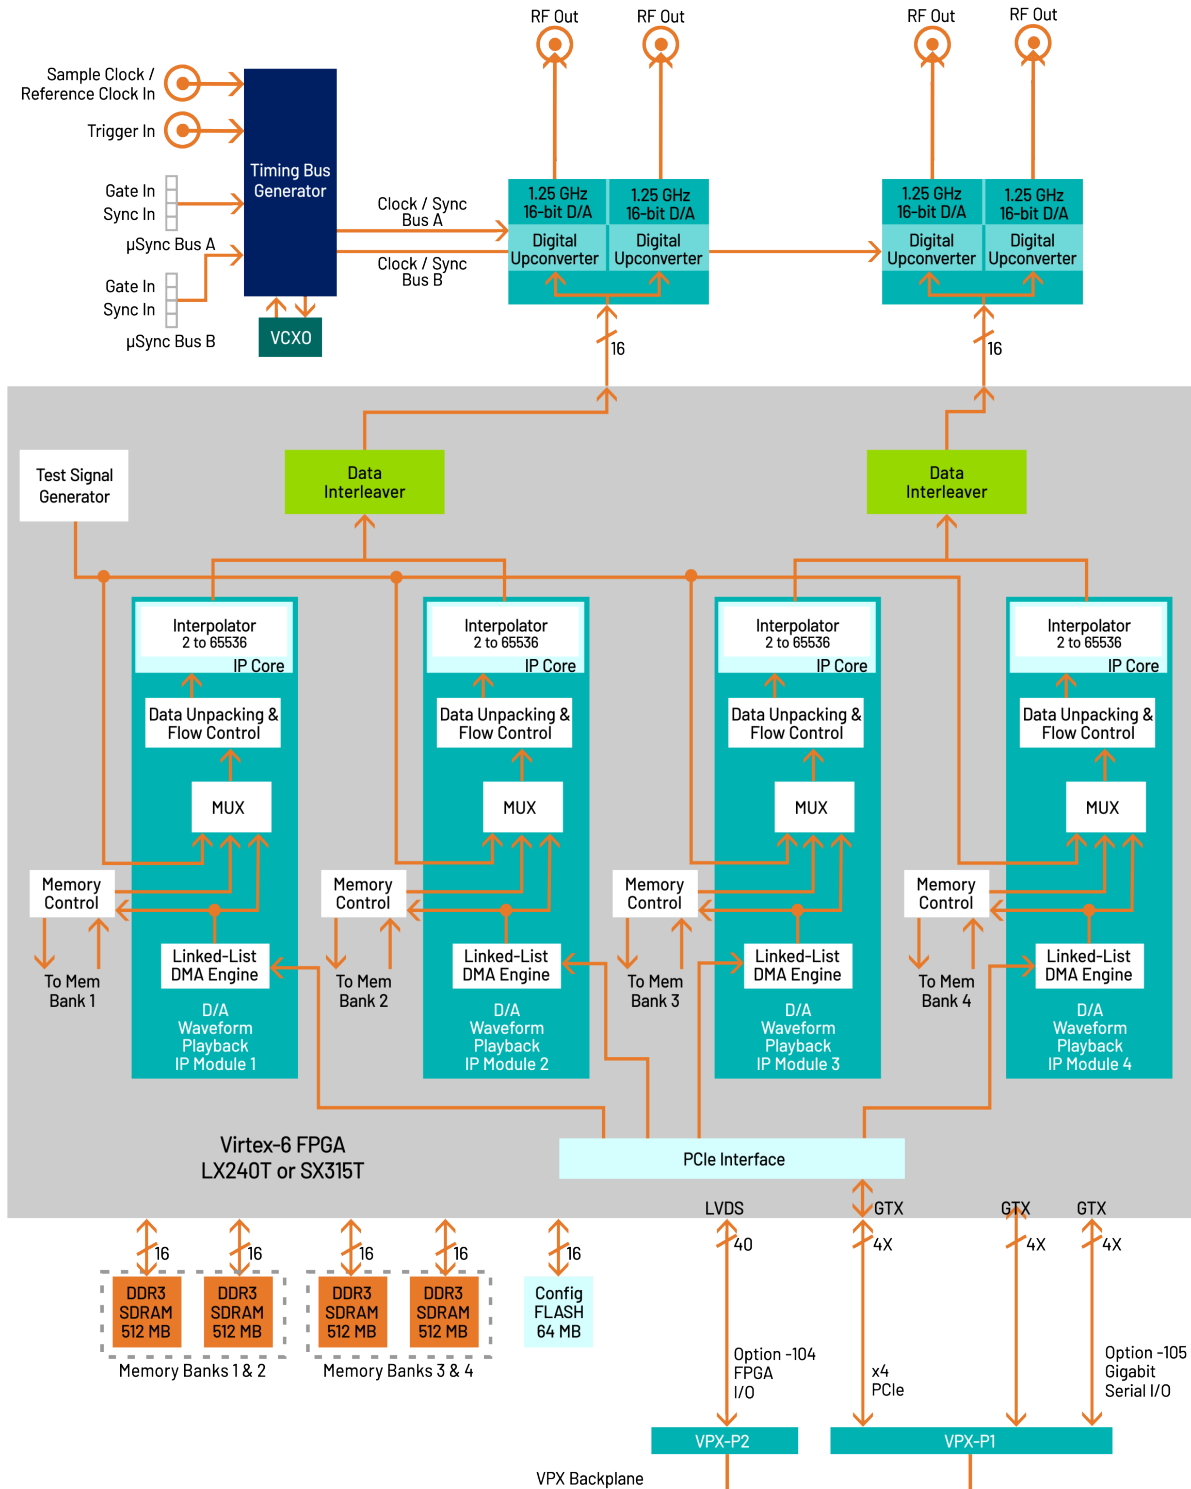 RF Out
RF Out
RF Out
RF Out
Sample Clock /
Reference Clock In
Trigger In
Gate In
Sync In
µSync Bus A
Gate In
Sync In
µSync Bus B
Timing Bus
Generator
VCXO
Clock / Sync
Bus A
Clock / Sync
Bus B
1.25 GHz
16-bit D/A
1.25 GHz
16-bit D/A
Digital
Upconverter
Digital
Upconverter
1.25 GHz
16-bit D/A
1.25 GHz
16-bit D/A
Digital
Upconverter
Digital
Upconverter
16
16
Test Signal
Generator
Data
Interleaver
Data
Interleaver
Interpolator
2 to 65536
IP Core
Data Unpacking &
Flow Control
MUX
Memory
Control
To Mem
Bank 1
Linked-List
DMA Engine
D/A
Waveform
Playback
IP Module 1
Interpolator
2 to 65536
IP Core
Data Unpacking &
Flow Control
MUX
Memory
Control
To Mem
Bank 2
Linked-List
DMA Engine
D/A
Waveform
Playback
IP Module 2
Interpolator
2 to 65536
IP Core
Data Unpacking &
Flow Control
MUX
Memory
Control
To Mem
Bank 3
Linked-List
DMA Engine
D/A
Waveform
Playback
IP Module 3
Interpolator
2 to 65536
IP Core
Data Unpacking &
Flow Control
MUX
Memory
Control
To Mem
Bank 4
Linked-List
DMA Engine
D/A
Waveform
Playback
IP Module 4
Virtex-6 FPGA
LX240T or SX315T
PCIe Interface
LVDS
GTX
GTX
GTX
16
16
16
16
16
40
4X
4X
4X
DDR3
SDRAM
512 MB
DDR3
SDRAM
512 MB
DDR3
SDRAM
512 MB
DDR3
SDRAM
512 MB
Config
FLASH
64 MB
Memory Banks 1 & 2
Memory Banks 3 & 4
Option -104
FPGA
I/O
x4
PCIe
Option -105
Gigabit
Serial I/O
VPX-P2
VPX-P1
VPX Backplane